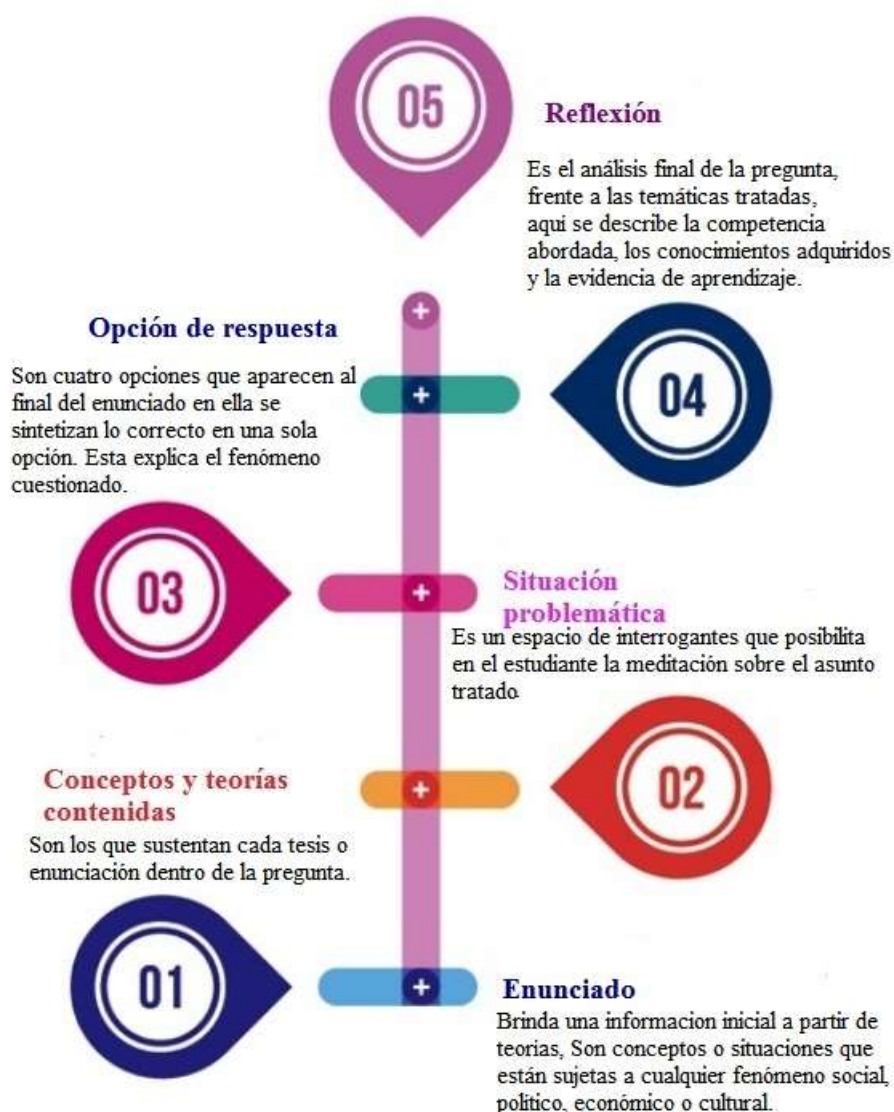 05
Reflexión
Es el análisis final de la pregunta,
frente a las temáticas tratadas,
aquí se describe la competencia
abordada, los conocimientos adquiridos
y la evidencia de aprendizaje.
Opción de respuesta
Son cuatro opciones que aparecen al
final del enunciado en ella se
sintetizan lo correcto en una sola
opción. Esta explica el fenómeno
cuestionado.
04
03
Situación
problemática
Es un espacio de interrogantes que posibilita
en el estudiante la meditación sobre el asunto
tratado.
Conceptos y teorías
contenidas
Son los que sustentan cada tesis o
enunciación dentro de la pregunta.
02
01
Enunciado
Brinda una informacion inicial a partir de
teorías, Son conceptos o situaciones que
están sujetas a cualquier fenómeno social,
político, económico o cultural.